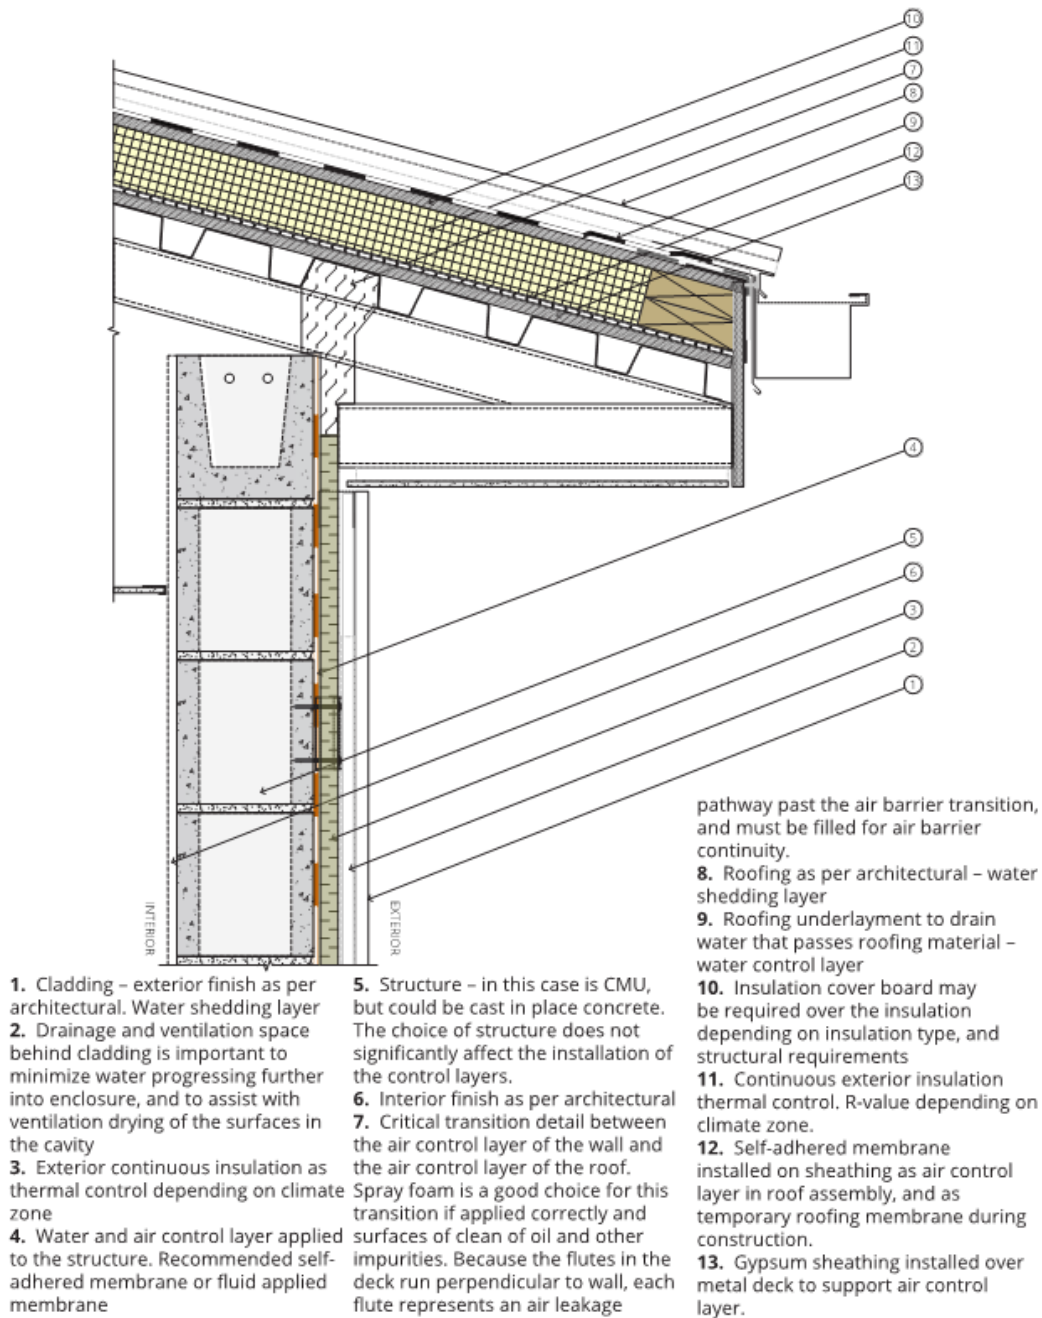 10
11
7
8
9
12
13
4
5
6
3
2
1
INTERIOR
EXTERIOR
1. Cladding – exterior finish as per
architectural. Water shedding layer
2. Drainage and ventilation space
behind cladding is important to
minimize water progressing further
into enclosure, and to assist with
ventilation drying of the surfaces in
the cavity
3. Exterior continuous insulation as
thermal control depending on climate
zone
4. Water and air control layer applied
to the structure. Recommended self-
adhered membrane or fluid applied
membrane
5. Structure – in this case is CMU,
but could be cast in place concrete.
The choice of structure does not
significantly affect the installation of
the control layers.
6. Interior finish as per architectural
7. Critical transition detail between
the air control layer of the wall and
the air control layer of the roof.
Spray foam is a good choice for this
transition if applied correctly and
surfaces of clean of oil and other
impurities. Because the flutes in the
deck run perpendicular to wall, each
flute represents an air leakage
pathway past the air barrier transition,
and must be filled for air barrier
continuity.
8. Roofing as per architectural – water
shedding layer
9. Roofing underlayment to drain
water that passes roofing material –
water control layer
10. Insulation cover board may
be required over the insulation
depending on insulation type, and
structural requirements
11. Continuous exterior insulation
thermal control. R-value depending on
climate zone.
12. Self-adhered membrane
installed on sheathing as air control
layer in roof assembly, and as
temporary roofing membrane during
construction.
13. Gypsum sheathing installed over
metal deck to support air control
layer.